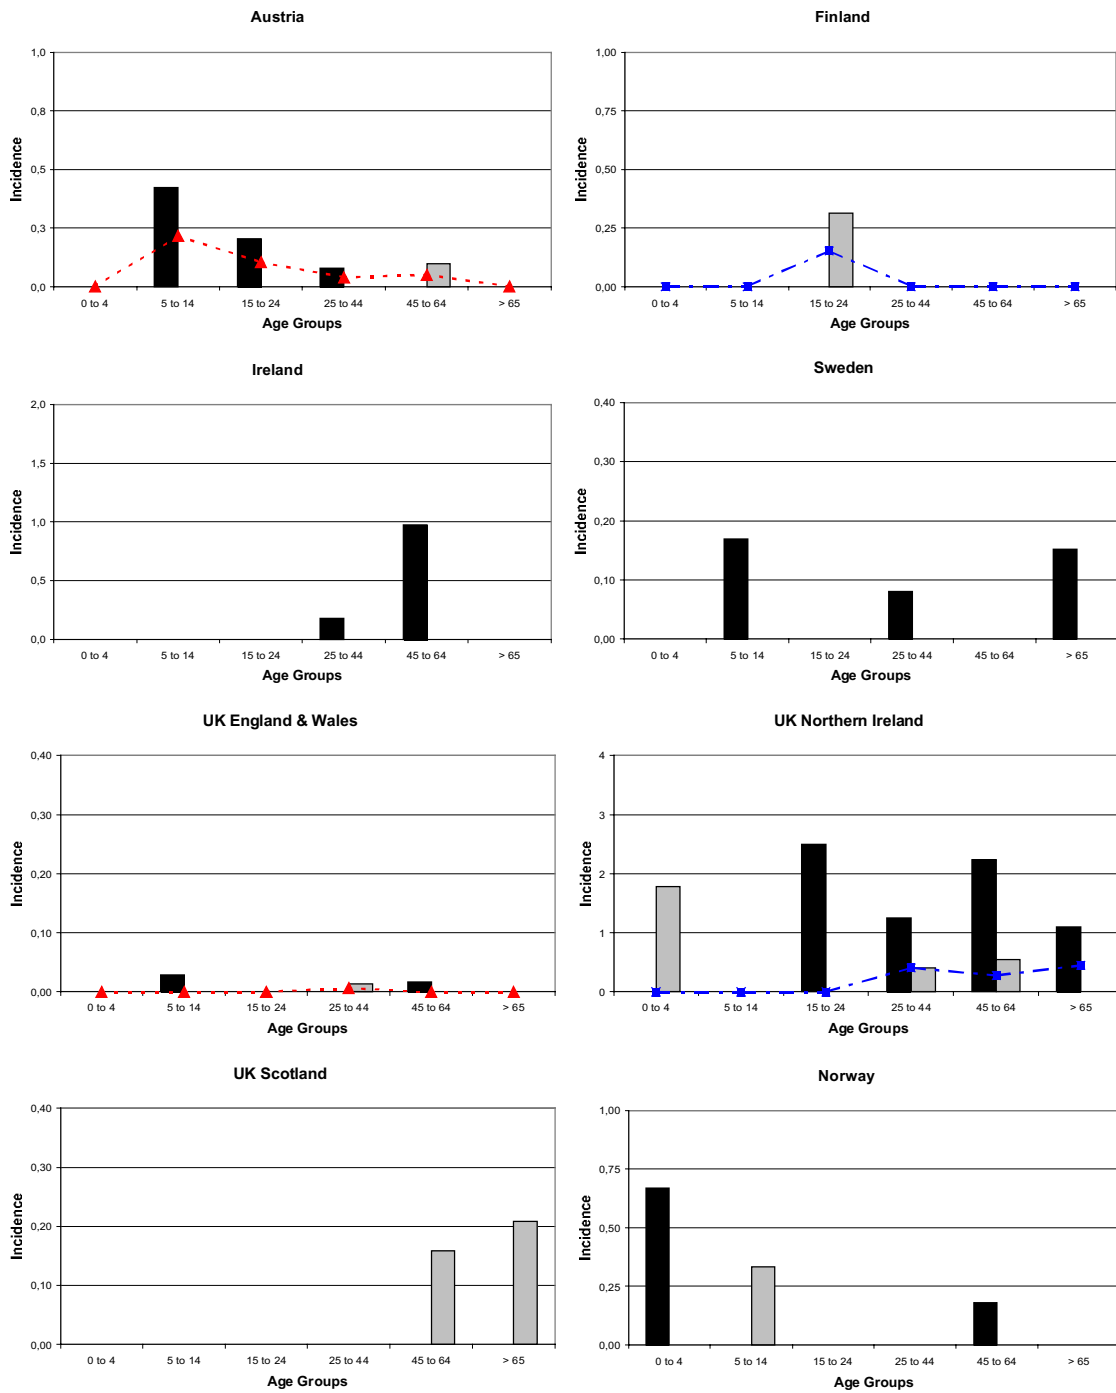 Austria
1,0
0,8
0,5
0,3
0,0
Incidence
0 to 4 5 to 14 15 to 24 25 to 44 45 to 64 > 65
Age Groups
Finland
1,00
0,75
0,50
0,25
0,00
Incidence
0 to 4 5 to 14 15 to 24 25 to 44 45 to 64 > 65
Age Groups
Ireland
2,0
1,5
1,0
0,5
0,0
Incidence
0 to 4 5 to 14 15 to 24 25 to 44 45 to 64 > 65
Age Groups
Sweden
0,40
0,30
0,20
0,10
0,00
Incidence
0 to 4 5 to 14 15 to 24 25 to 44 45 to 64 > 65
Age Groups
UK England & Wales
0,40
0,30
0,20
0,10
0,00
Incidence
0 to 4 5 to 14 15 to 24 25 to 44 45 to 64 > 65
Age Groups
UK Northern Ireland
4
3
2
1
0
Incidence
0 to 4 5 to 14 15 to 24 25 to 44 45 to 64 > 65
Age Groups
UK Scotland
0,40
0,30
0,20
0,10
0,00
Incidence
0 to 4 5 to 14 15 to 24 25 to 44 45 to 64 > 65
Age Groups
Norway
1,00
0,75
0,50
0,25
0,00
Incidence
0 to 4 5 to 14 15 to 24 25 to 44 45 to 64 > 65
Age Groups